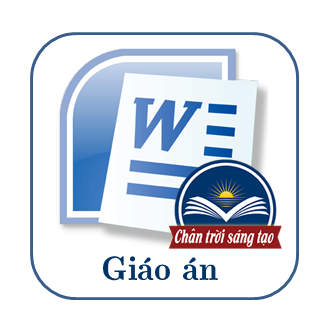 W
Chân trời sáng tạo
Giáo án